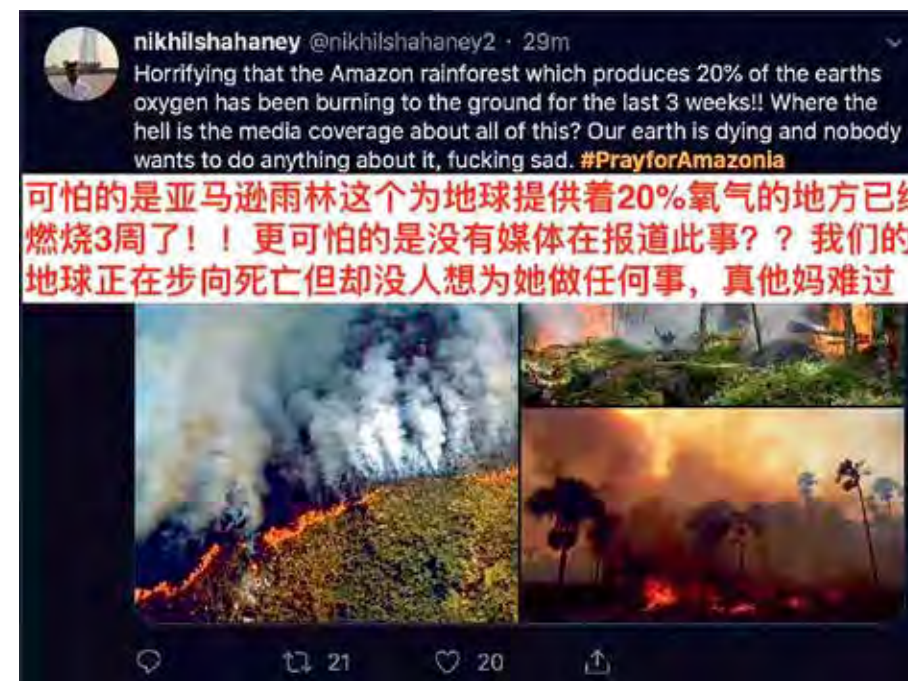 nikhilshahaney @nikhilshahaney2 · 29m
Horrifying that the Amazon rainforest which produces 20% of the earths
oxygen has been burning to the ground for the last 3 weeks!! Where the
hell is the media coverage about all of this? Our earth is dying and nobody
wants to do anything about it, fucking sad. #PrayforAmazonia
可怕的是亚马逊雨林这个为地球提供着20%氧气的地方已
燃烧3周了！！更可怕的是没有媒体在报道此事？？我们的
地球正在步向死亡但却没人想为她做任何事，真他妈难过
21 20